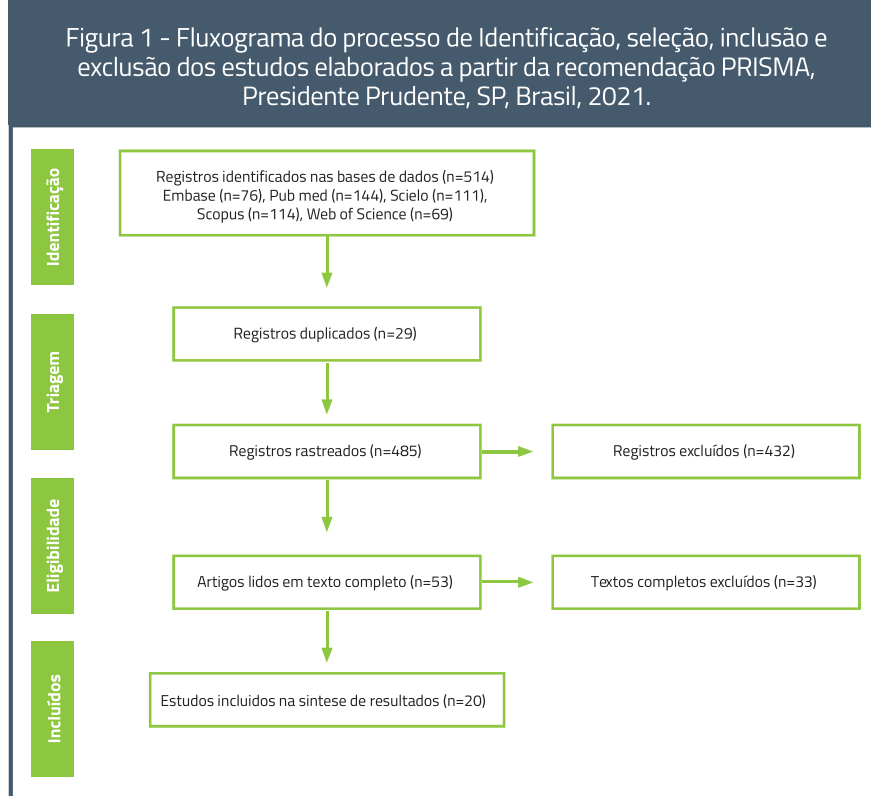 Figura 1 - Fluxograma do processo de Identificação, seleção, inclusão e
exclusão dos estudos elaborados a partir da recomendação PRISMA,
Presidente Prudente, SP, Brasil, 2021.
Identificação
Registros identificados nas bases de dados (n=514)
Embase (n=76), Pub med (n=144), Scielo (n=111),
Scopus (n=114), Web of Science (n=69)
Triagem
Registros duplicados (n=29)
Registros rastreados (n=485)
Registros excluídos (n=432)
Eligibilidade
Artigos lidos em texto completo (n=53)
Textos completos excluídos (n=33)
Incluídos
Estudos incluidos na sintese de resultados (n=20)